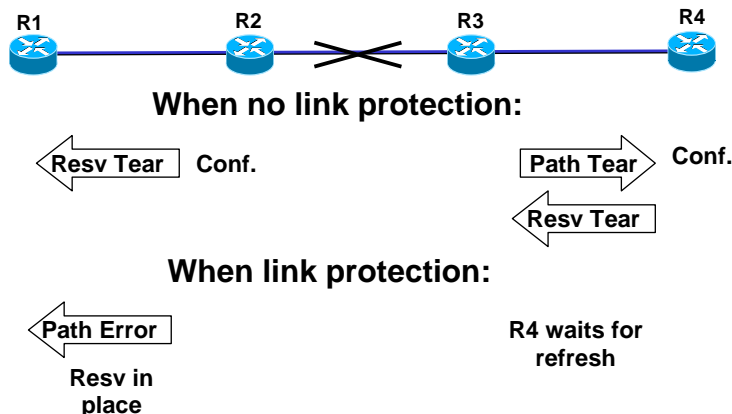 R1
R2
R3
R4
When no link protection:
Resv Tear
Conf.
Path Tear
Conf.
Resv Tear
When link protection:
Path Error
R4 waits for
refresh
Resv in
place